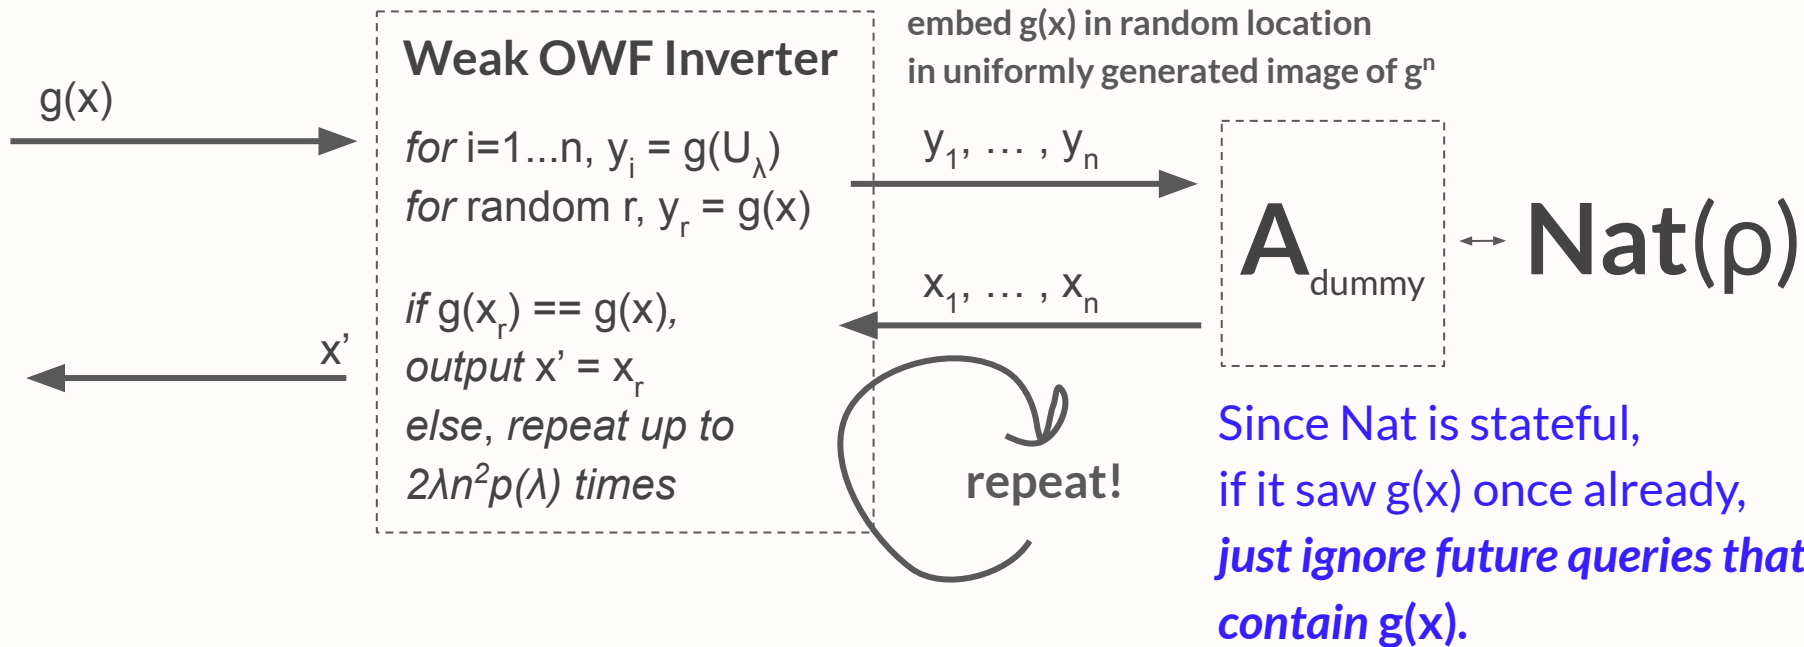 embed g(x) in random location
in uniformly generated image of gⁿ
Weak OWF Inverter
g(x)
for i=1...n, yᵢ = g(U_λ)
for random r, yᵣ = g(x)
y₁, … , yₙ
A_dummy
Nat(ρ)
if g(xᵣ) == g(x),
output x’ = xᵣ
else, repeat up to
2λn²p(λ) times
x₁, … , xₙ
x’
repeat!
Since Nat is stateful,
if it saw g(x) once already,
just ignore future queries that
contain g(x).